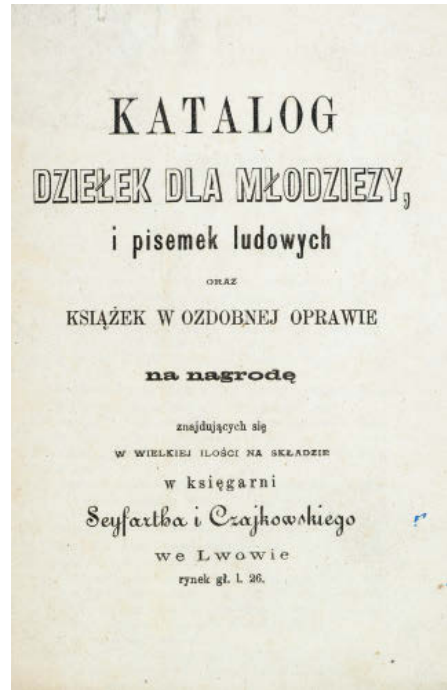 KATALOG
DZIEŁEK DLA MŁODZIEZY,
i pisemek ludowych
ORAZ
KSIĄŻEK W OZDOBNEJ OPRAWIE
na nagrodę
znajdujących się
W WIELKIEJ ILOŚCI NA SKŁADZIE
w księgarni
Seyfartha i Czajkowskiego
we Lwowie
rynek gł. l. 26.